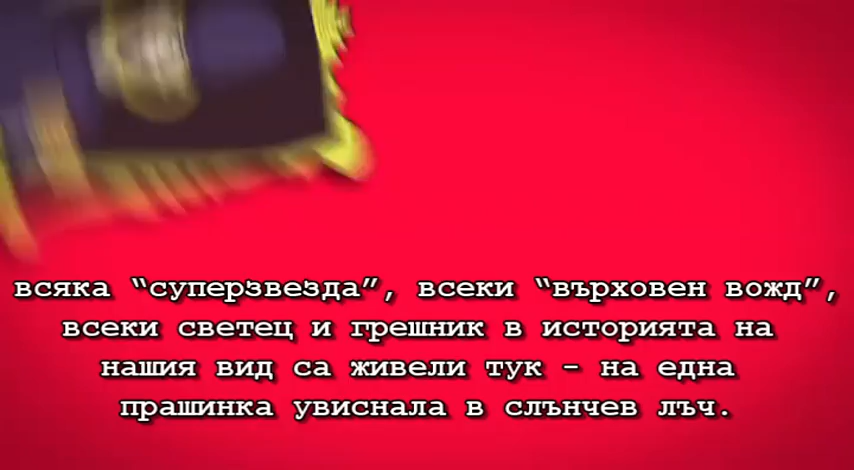 всяка “суперзвезда”, всеки “върховен вожд”,
всеки светец и грешник в историята на
нашия вид са живели тук - на една
прашинка увиснала в слънчев лъч.